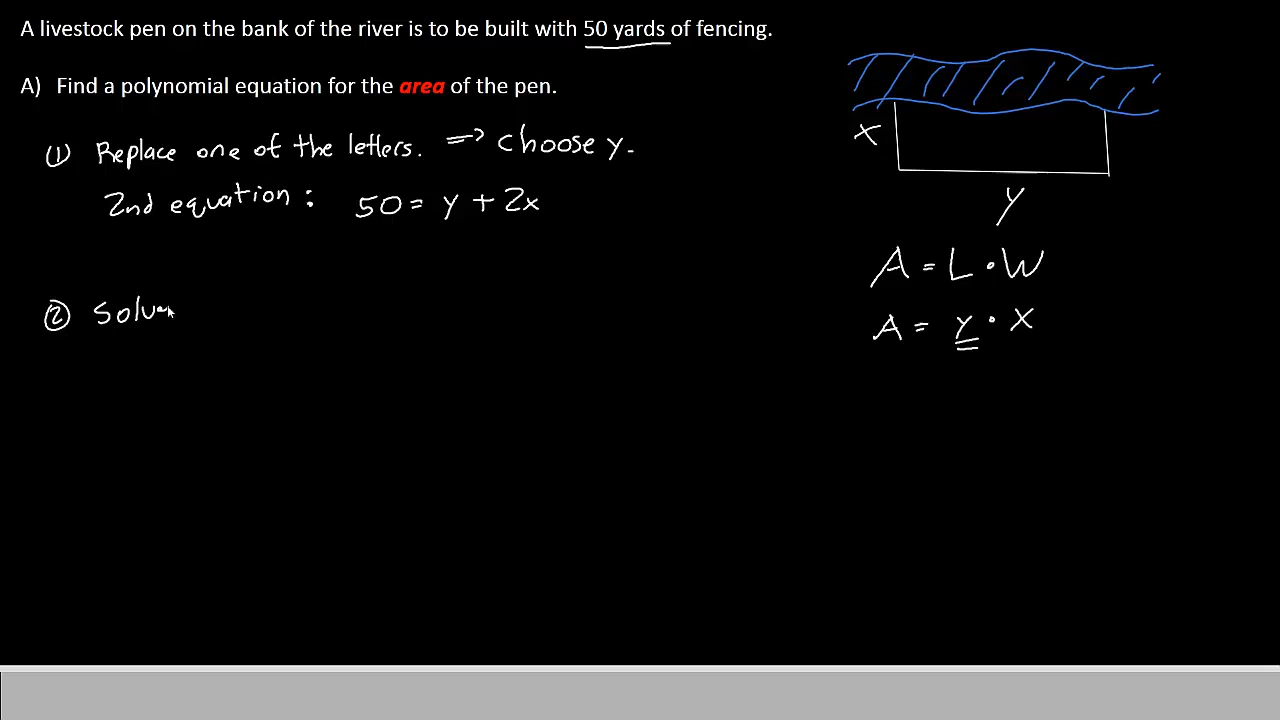 A livestock pen on the bank of the river is to be built with 50 yards of fencing.
A) Find a polynomial equation for the area of the pen.
① Replace one of the letters. => choose y.
2nd equation: 50 = y + 2x
② Solve
x
y
A = L • W
A = y • x